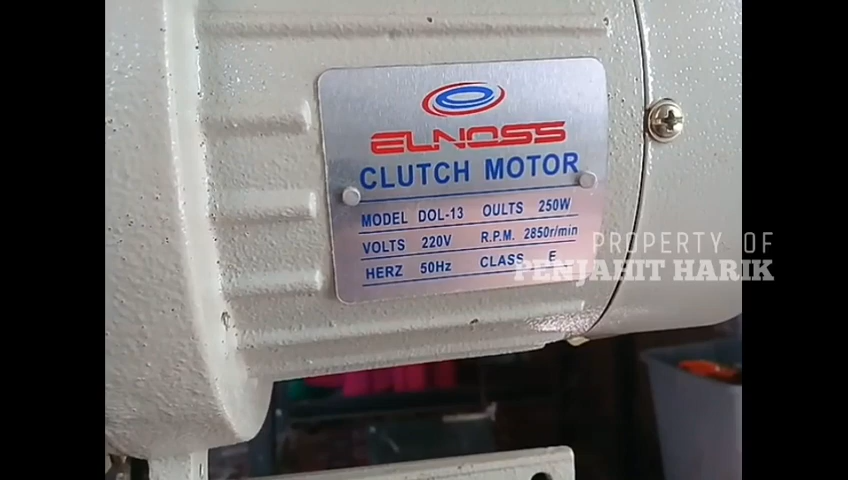 ELNOSS
CLUTCH MOTOR
MODEL DOL-13 OULTS 250W
VOLTS 220V R.P.M. 2850r/min
HERZ 50Hz CLASS E
PROPERTY OF
PENJAHIT HARIK